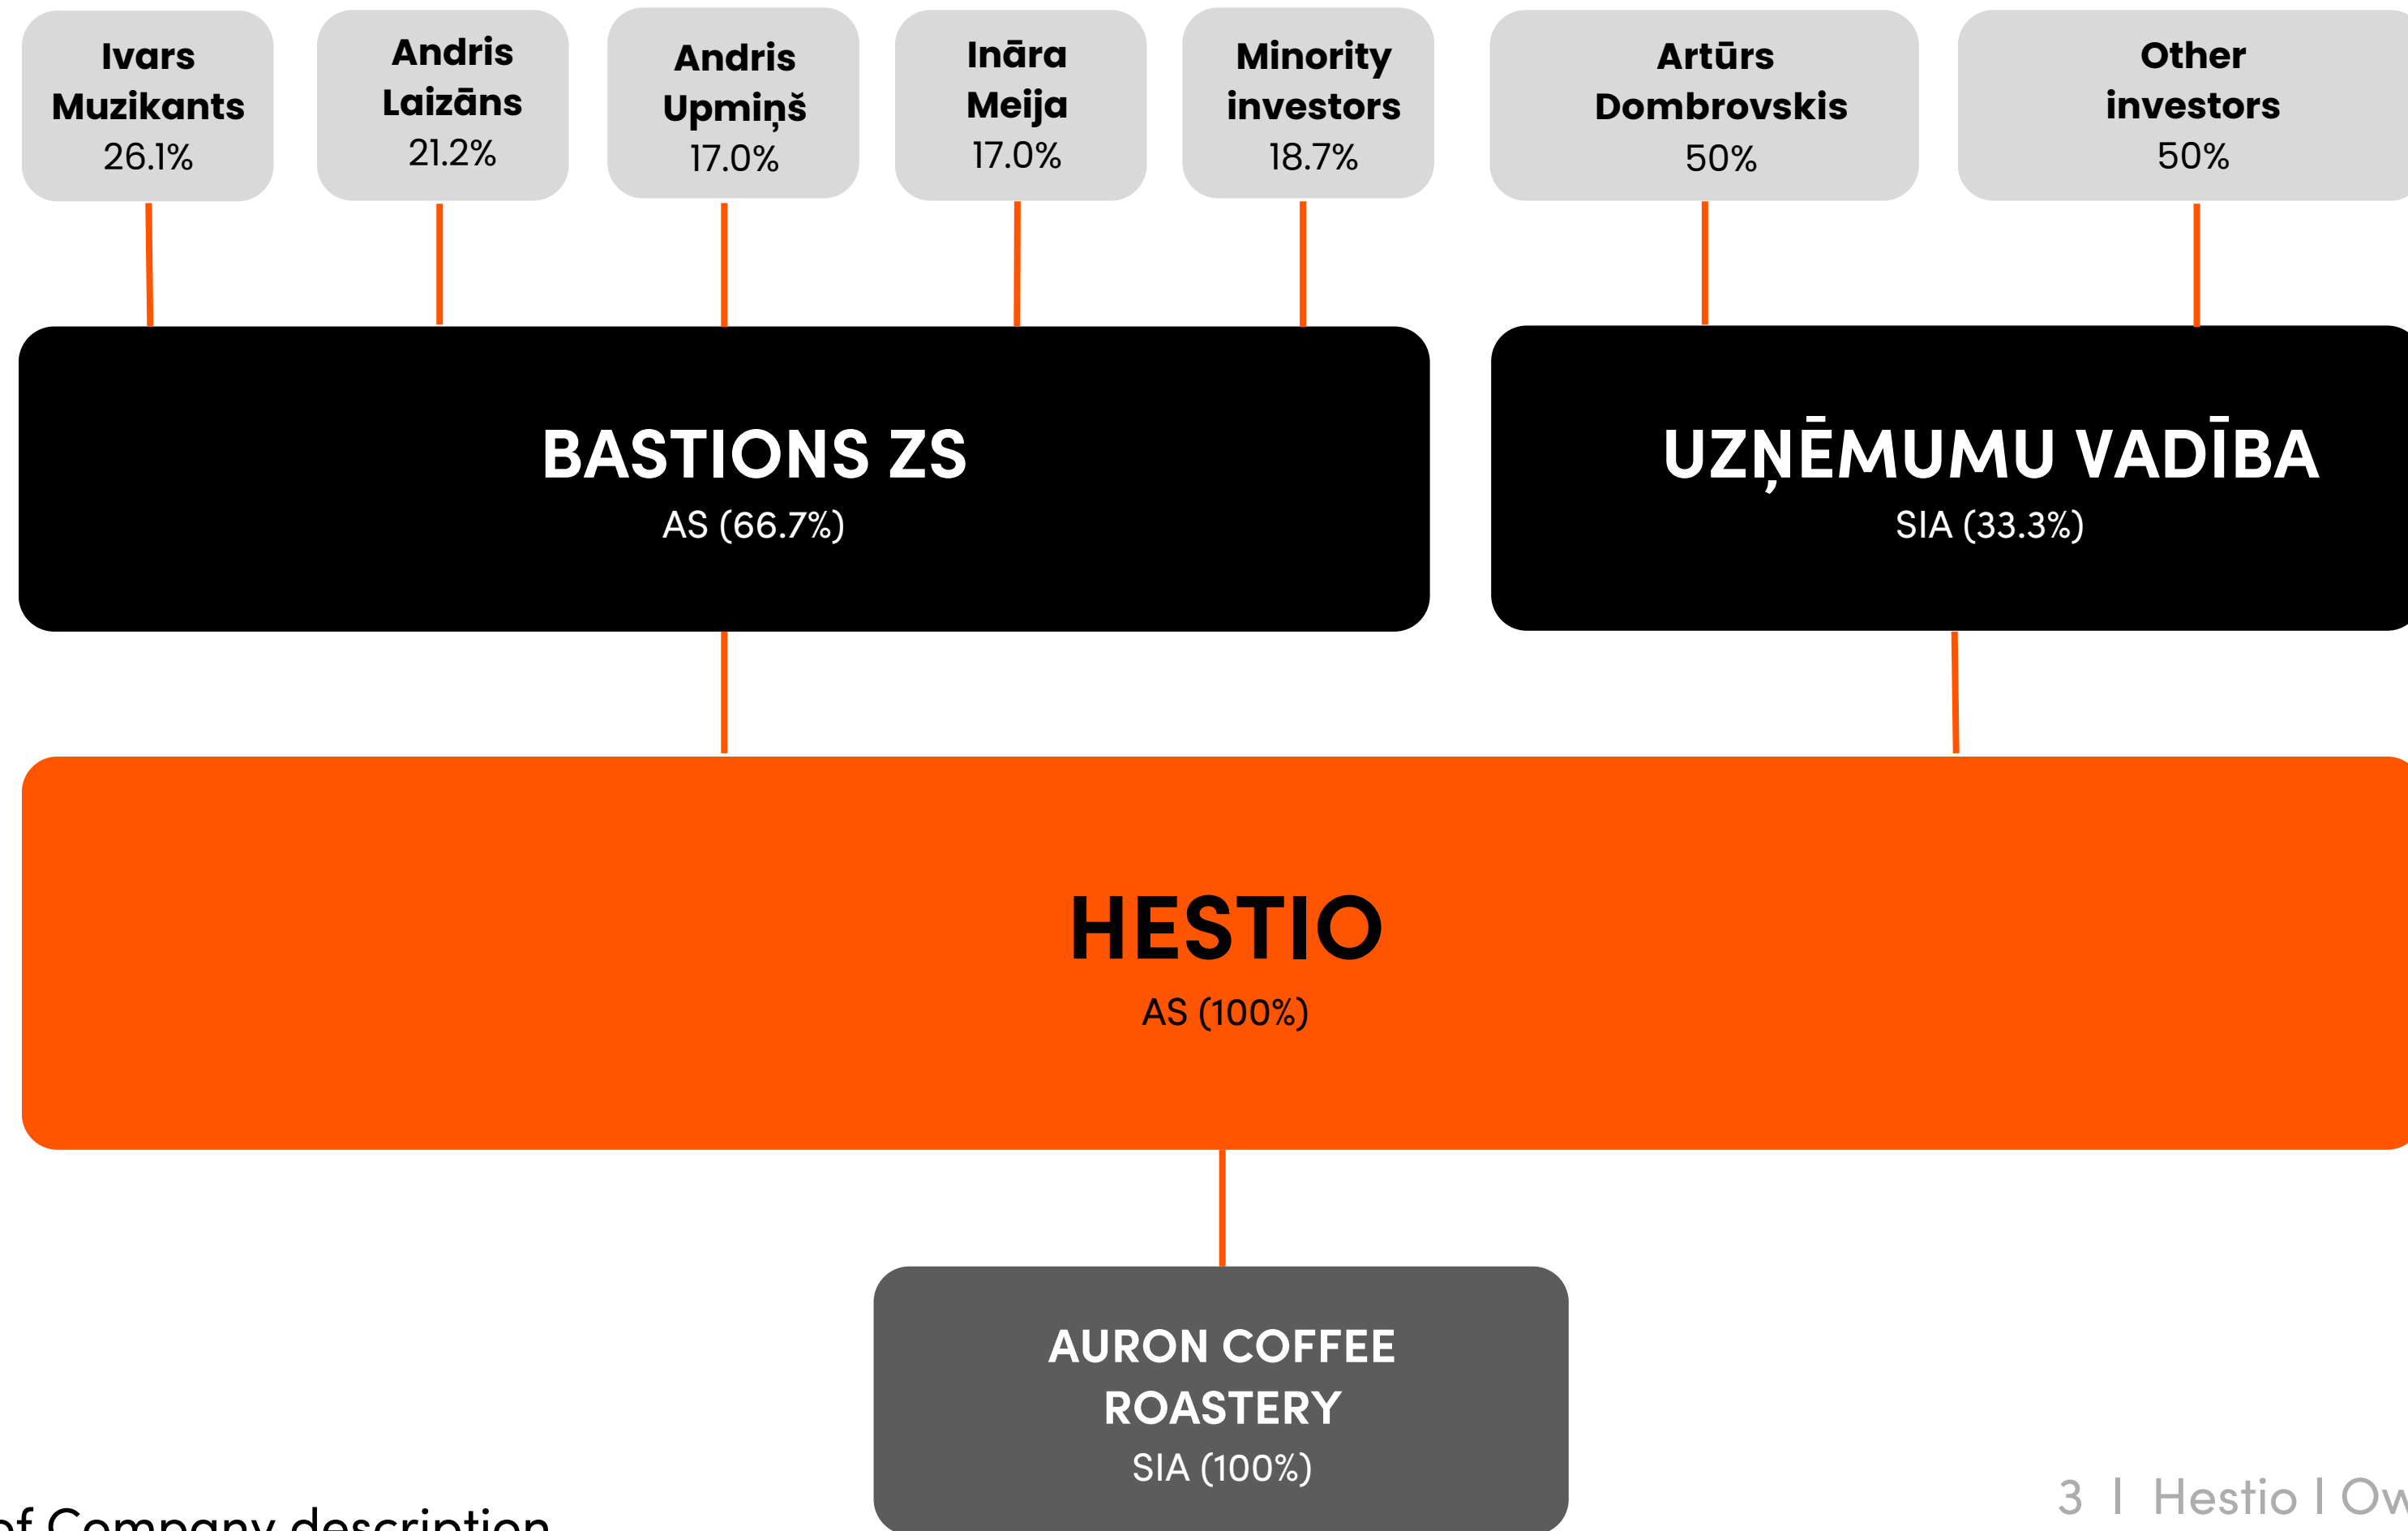 Ivars
Muzikants
26.1%
Andris
Laizāns
21.2%
Andris
Upmiņš
17.0%
Ināra
Meija
17.0%
Minority
investors
18.7%
Artūrs
Dombrovskis
50%
Other
investors
50%
BASTIONS ZS
AS (66.7%)
UZŅĒMUMU VADĪBA
SIA (33.3%)
HESTIO
AS (100%)
AURON COFFEE
ROASTERY
SIA (100%)
of Company description
3 | Hestio |